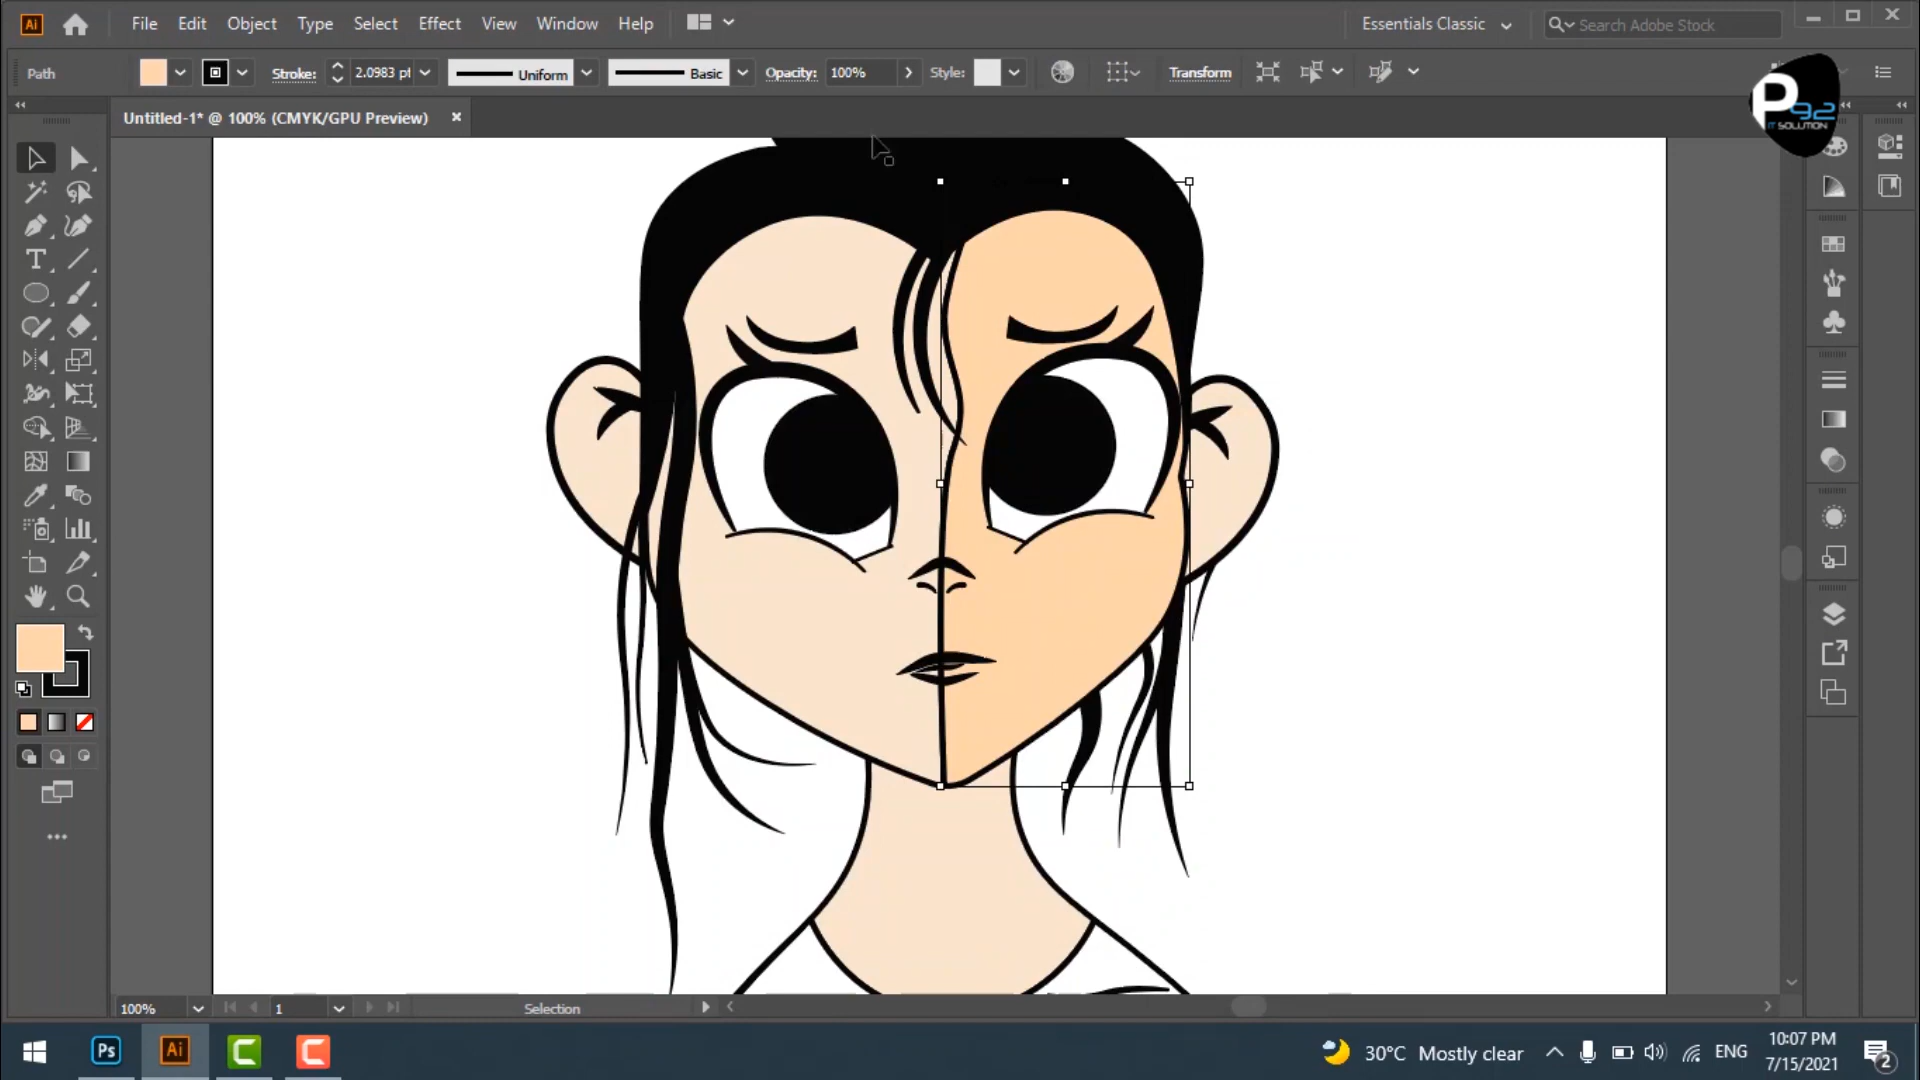 Ai File Edit Object Type Select Effect View Window Help Essentials Classic Search Adobe Stock
Path Stroke: 2.0983 pt Uniform Basic Opacity: 100% Style: Transform
P 92
IT SOLUTION
Untitled-1* @ 100% (CMYK/GPU Preview)
100% 1 Selection
Ps Ai 30°C Mostly clear ENG 10:07 PM
7/15/2021 2